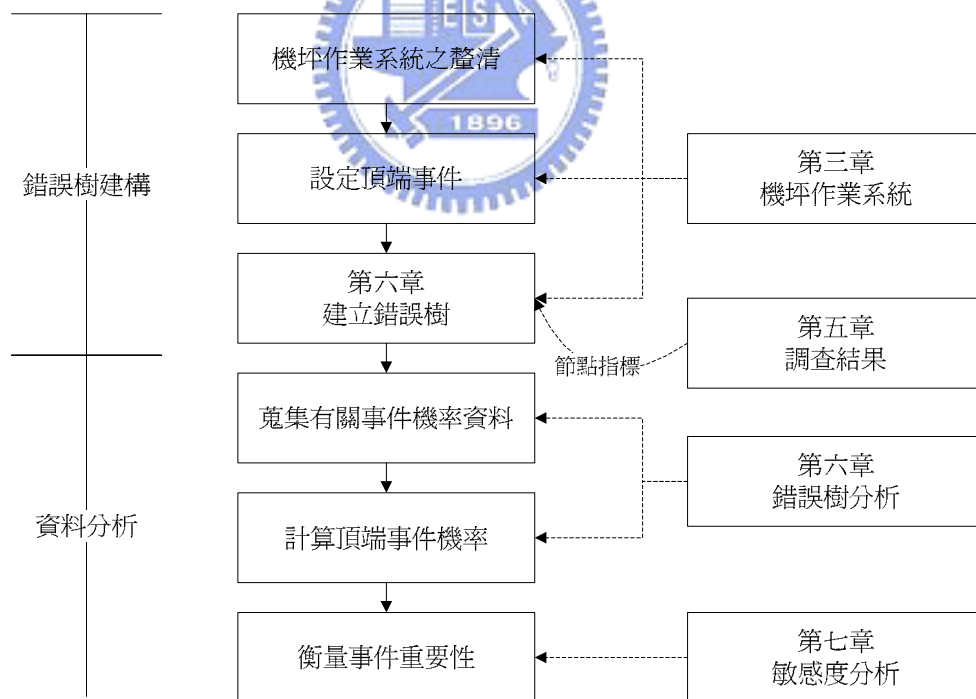 ES
1896
機坪作業系統之釐清
設定頂端事件
第三章
機坪作業系統
錯誤樹建構
第六章
建立錯誤樹
第五章
調查結果
節點指標
蒐集有關事件機率資料
第六章
錯誤樹分析
資料分析
計算頂端事件機率
衡量事件重要性
第七章
敏感度分析